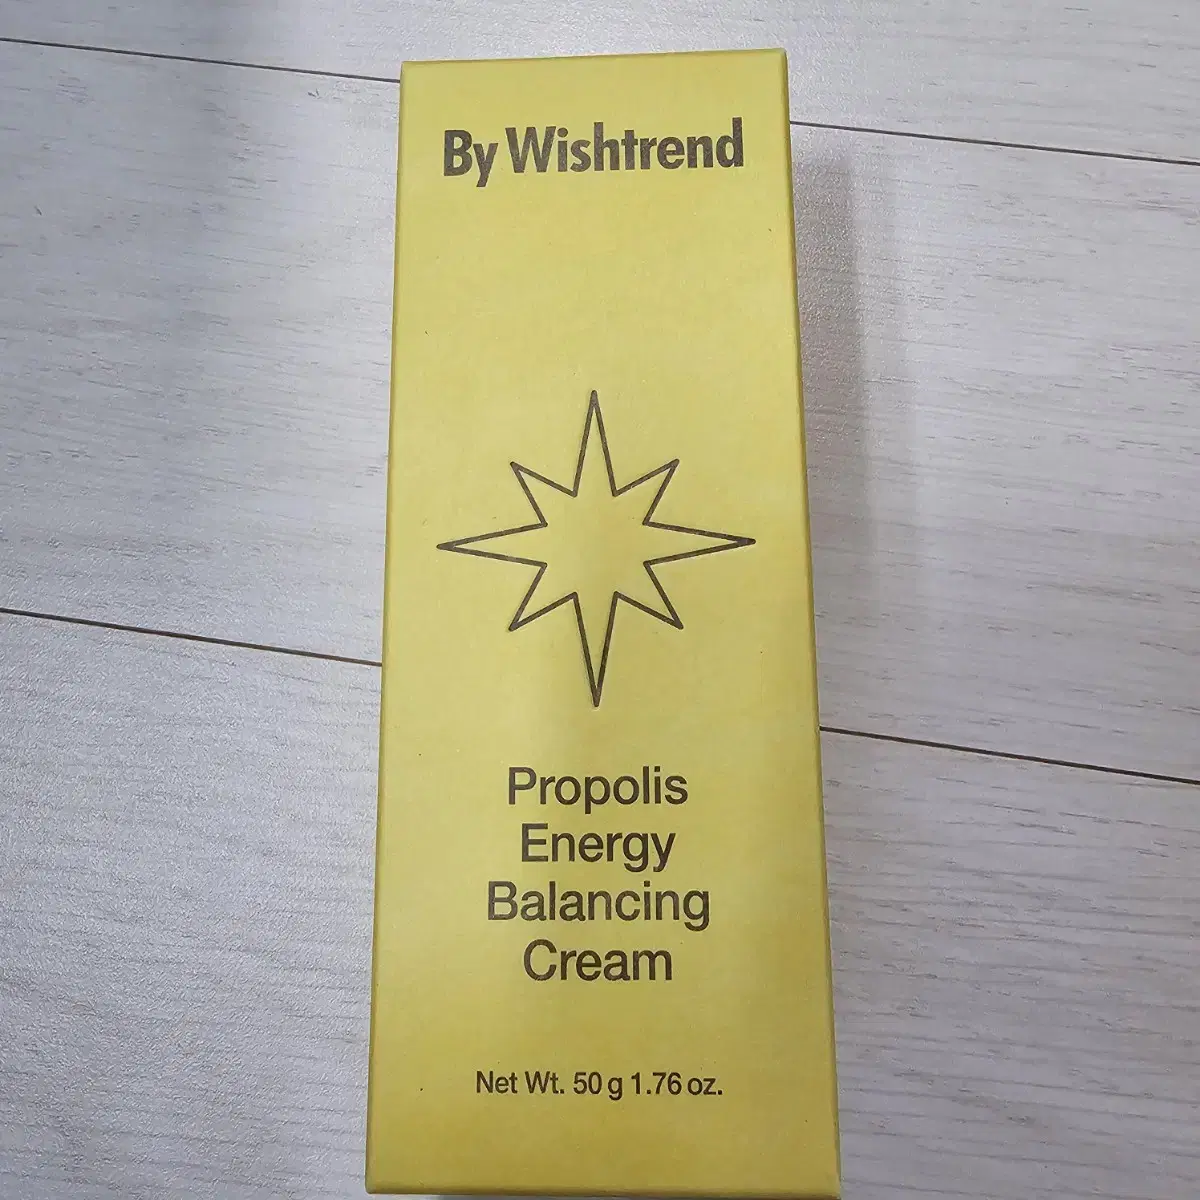 By Wishtrend
Propolis
Energy
Balancing
Cream
Net Wt. 50 g 1.76 oz.